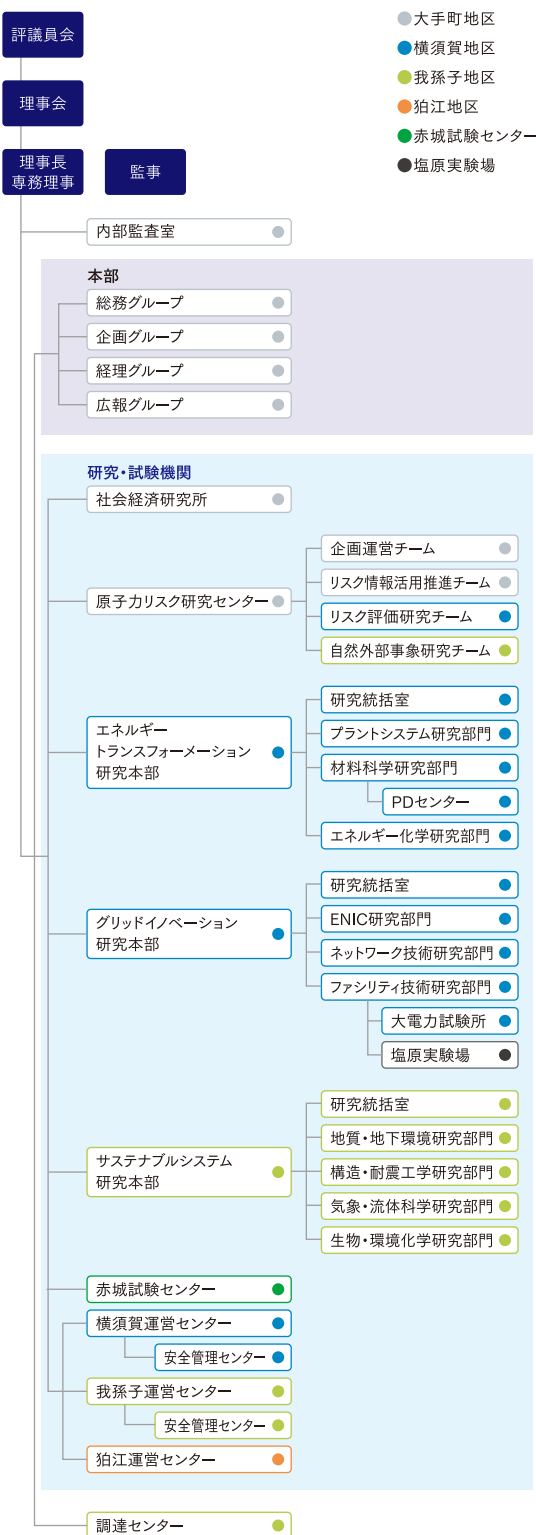 評議員会
理事会
理事長
専務理事
監事
●大手町地区
●横須賀地区
●我孫子地区
●狛江地区
●赤城試験センター
●塩原実験場
内部監査室
本部
総務グループ
企画グループ
経理グループ
広報グループ
研究・試験機関
社会経済研究所
原子力リスク研究センター
企画運営チーム
リスク情報活用推進チーム
リスク評価研究チーム
自然外部事象研究チーム
エネルギー
トランスフォーメーション
研究本部
研究統括室
プラントシステム研究部門
材料科学研究部門
PDセンター
エネルギー化学研究部門
グリッドイノベーション
研究本部
研究統括室
ENIC研究部門
ネットワーク技術研究部門
ファシリティ技術研究部門
大電力試験所
塩原実験場
サステナブルシステム
研究本部
研究統括室
地質・地下環境研究部門
構造・耐震工学研究部門
気象・流体科学研究部門
生物・環境化学研究部門
赤城試験センター
横須賀運営センター
安全管理センター
我孫子運営センター
安全管理センター
狛江運営センター
調達センター